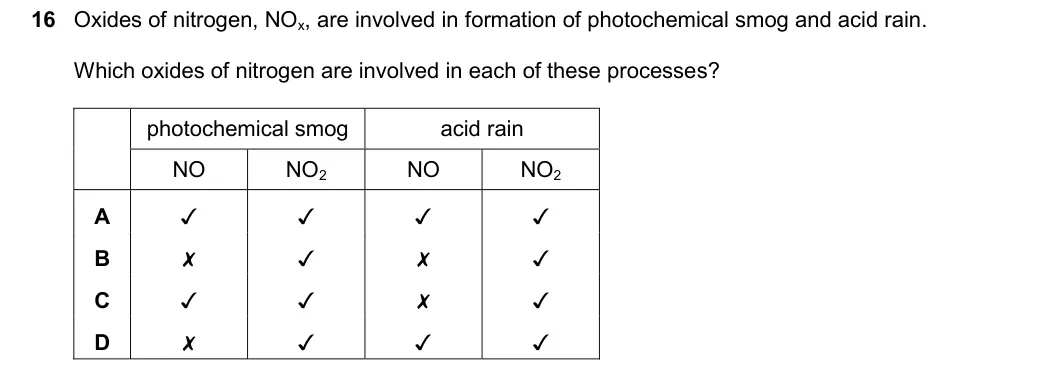 16 Oxides of nitrogen, NOₓ, are involved in formation of photochemical smog and acid rain.
Which oxides of nitrogen are involved in each of these processes?
photochemical smog acid rain
NO NO₂ NO NO₂
A ✓ ✓ ✓ ✓
B ✗ ✓ ✗ ✓
C ✓ ✓ ✗ ✓
D ✗ ✓ ✓ ✓